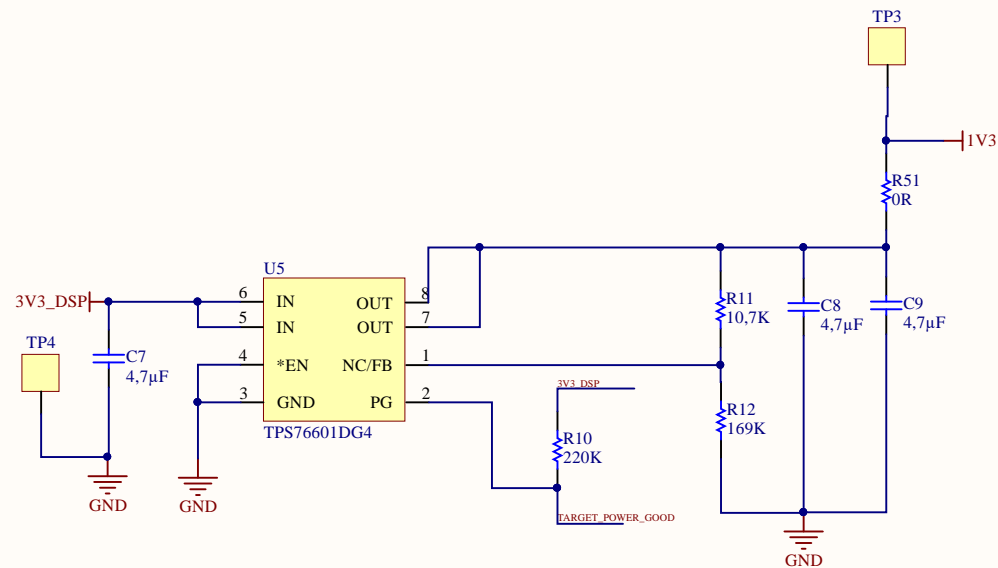 TP3
1V3
R51
0R
U5
3V3_DSP
6
IN
OUT
8
5
IN
OUT
7
4
*EN
NC/FB
1
3
GND
PG
2
TPS76601DG4
TP4
C7
4,7µF
GND
GND
R11
10,7K
C8
4,7µF
C9
4,7µF
R12
169K
3V3_DSP
R10
220K
TARGET_POWER_GOOD
GND